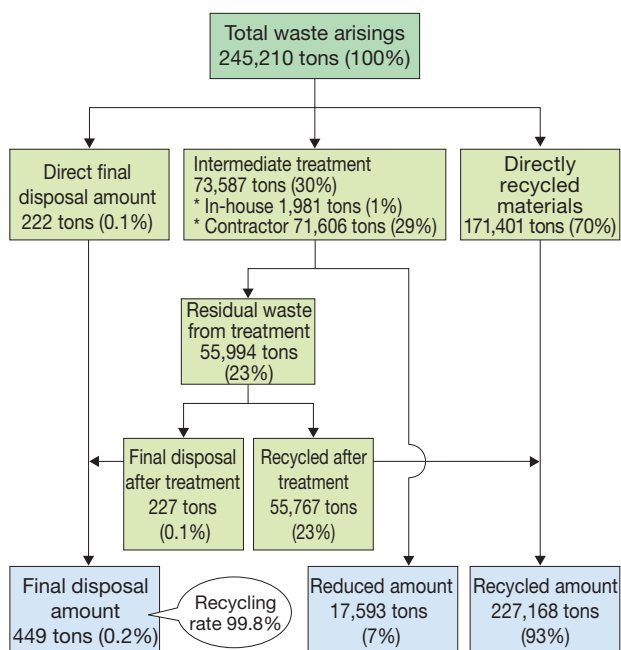 Total waste arisings
245,210 tons (100%)
Direct final
disposal amount
222 tons (0.1%)
Intermediate treatment
73,587 tons (30%)
* In-house 1,981 tons (1%)
* Contractor 71,606 tons (29%)
Directly
recycled
materials
171,401 tons (70%)
Residual waste
from treatment
55,994 tons
(23%)
Final disposal
after treatment
227 tons
(0.1%)
Recycled after
treatment
55,767 tons
(23%)
Final disposal
amount
449 tons (0.2%)
Recycling
rate 99.8%
Reduced amount
17,593 tons
(7%)
Recycled amount
227,168 tons
(93%)